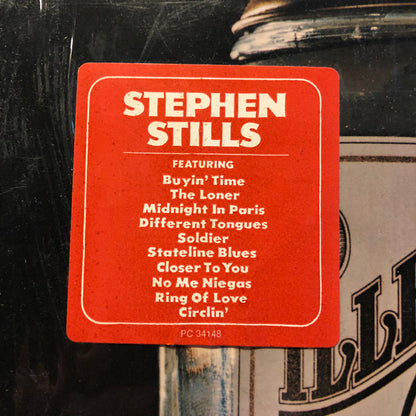 STEPHEN
STILLS
FEATURING
Buyin' Time
The Loner
Midnight In Paris
Different Tongues
Soldier
Stateline Blues
Closer To You
No Me Niegas
Ring Of Love
Circlin'
PC 34148
ILL